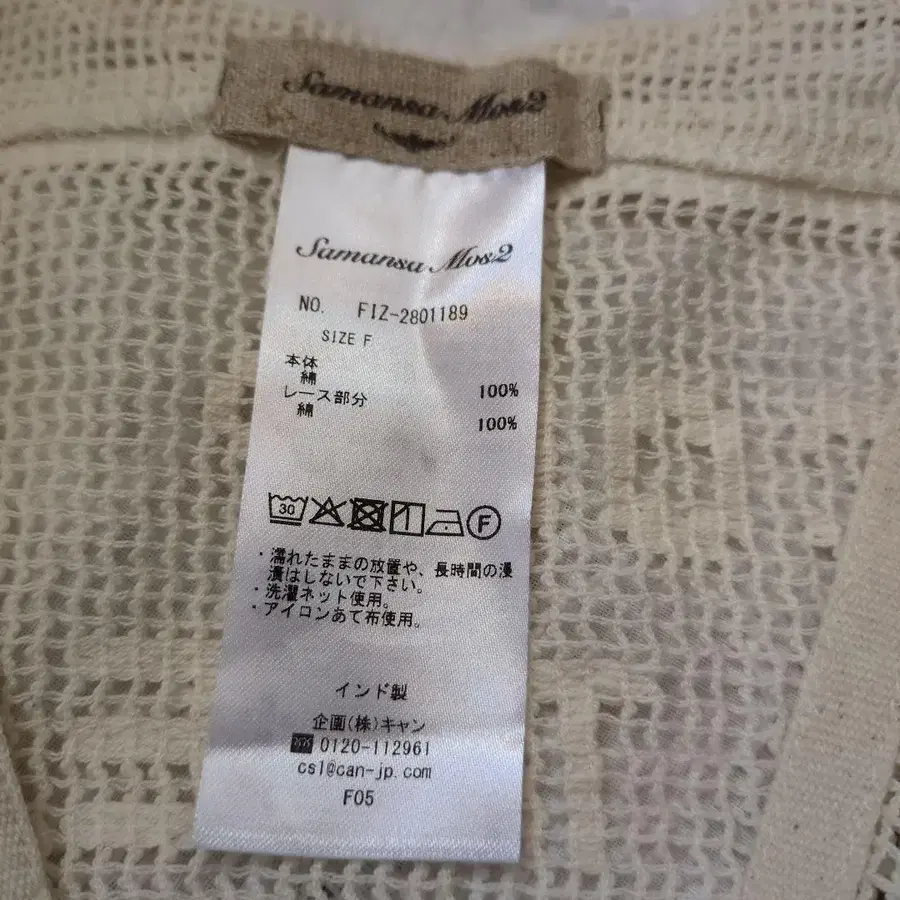 Samansa Mos2
Samansa Mos2
NO. FIZ-2801189
SIZE F
本体
綿 100%
レース部分
綿 100%
30 F
・濡れたままの放置や、長時間の浸
漬はしないで下さい。
・洗濯ネット使用。
・アイロンあて布使用。
インド製
企画(株)キャン
☎ 0120-112961
cs1@can-jp.com
F05